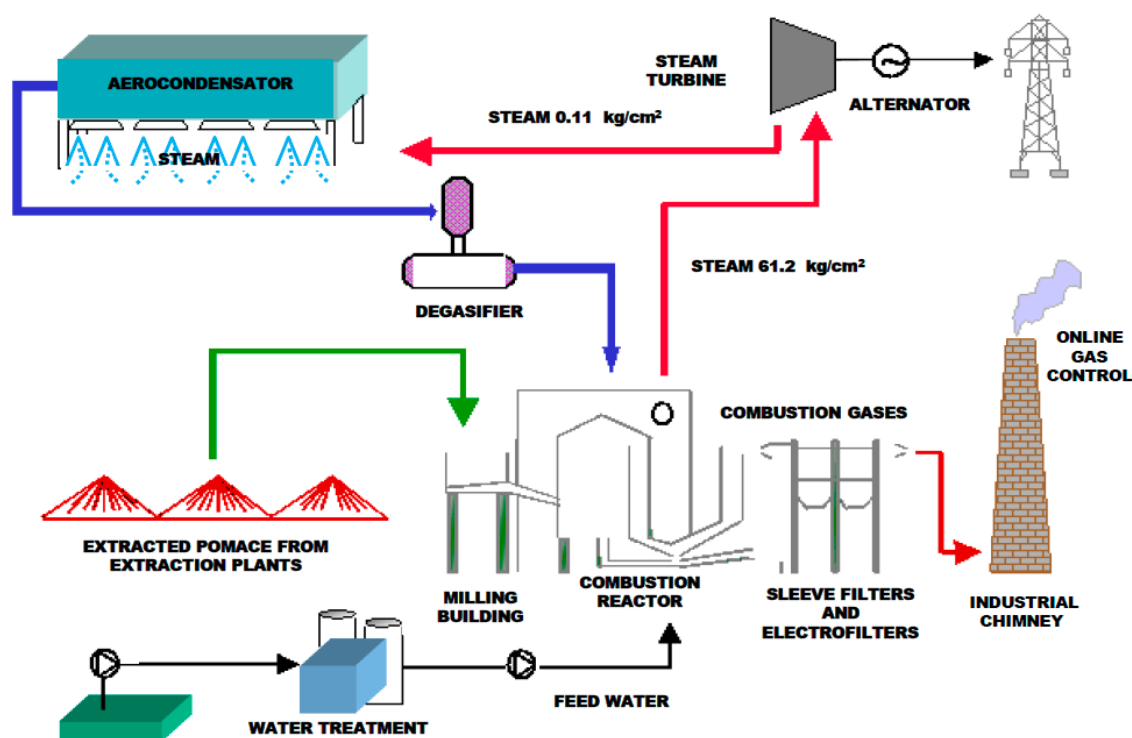 AEROCONDENSATOR
STEAM
STEAM
TURBINE
ALTERNATOR
STEAM 0.11 kg/cm²
STEAM 61.2 kg/cm²
DEGASIFIER
ONLINE
GAS
CONTROL
COMBUSTION GASES
EXTRACTED POMACE FROM
EXTRACTION PLANTS
MILLING
BUILDING
COMBUSTION
REACTOR
SLEEVE FILTERS
AND
ELECTROFILTERS
INDUSTRIAL
CHIMNEY
FEED WATER
WATER TREATMENT